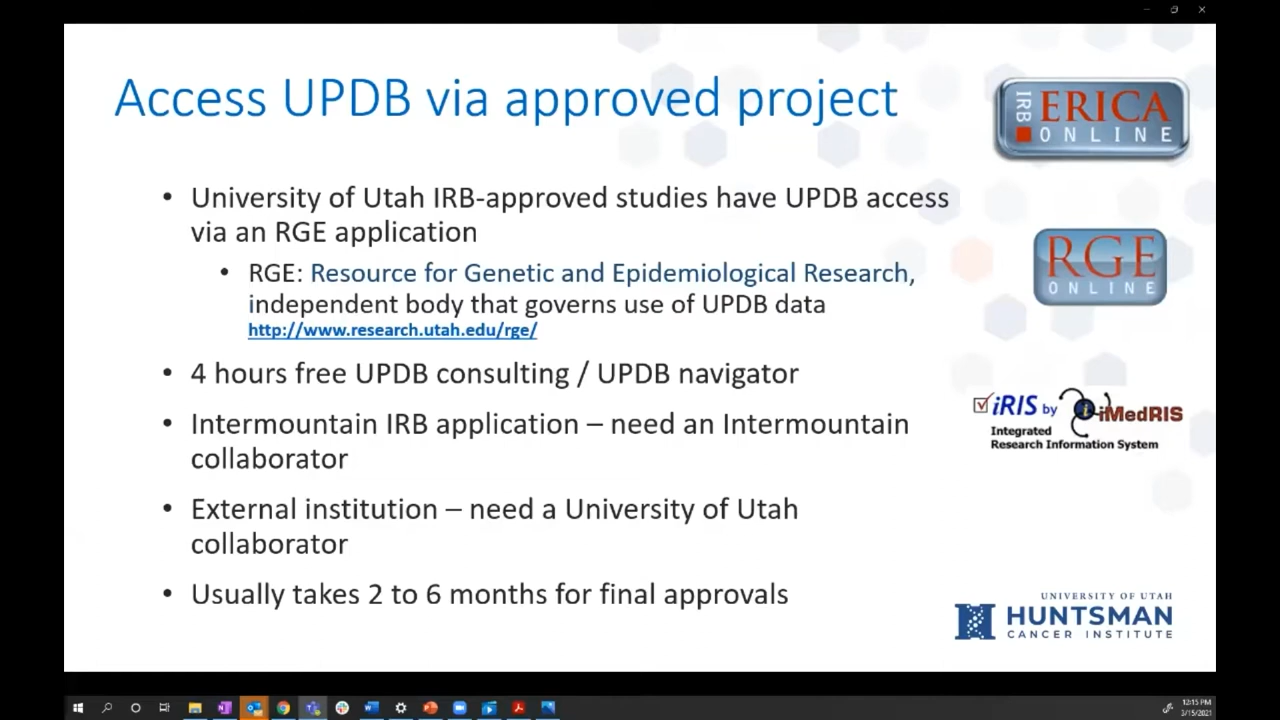 Access UPDB via approved project
IRB ERICA
ONLINE
• University of Utah IRB-approved studies have UPDB access
via an RGE application
• RGE: Resource for Genetic and Epidemiological Research,
independent body that governs use of UPDB data
http://www.research.utah.edu/rge/
RGE
ONLINE
• 4 hours free UPDB consulting / UPDB navigator
• Intermountain IRB application – need an Intermountain
collaborator
iRIS by iMedRIS
Integrated
Research Information System
• External institution – need a University of Utah
collaborator
• Usually takes 2 to 6 months for final approvals
UNIVERSITY OF UTAH
HUNTSMAN
CANCER INSTITUTE
12:15 PM
3/15/2021